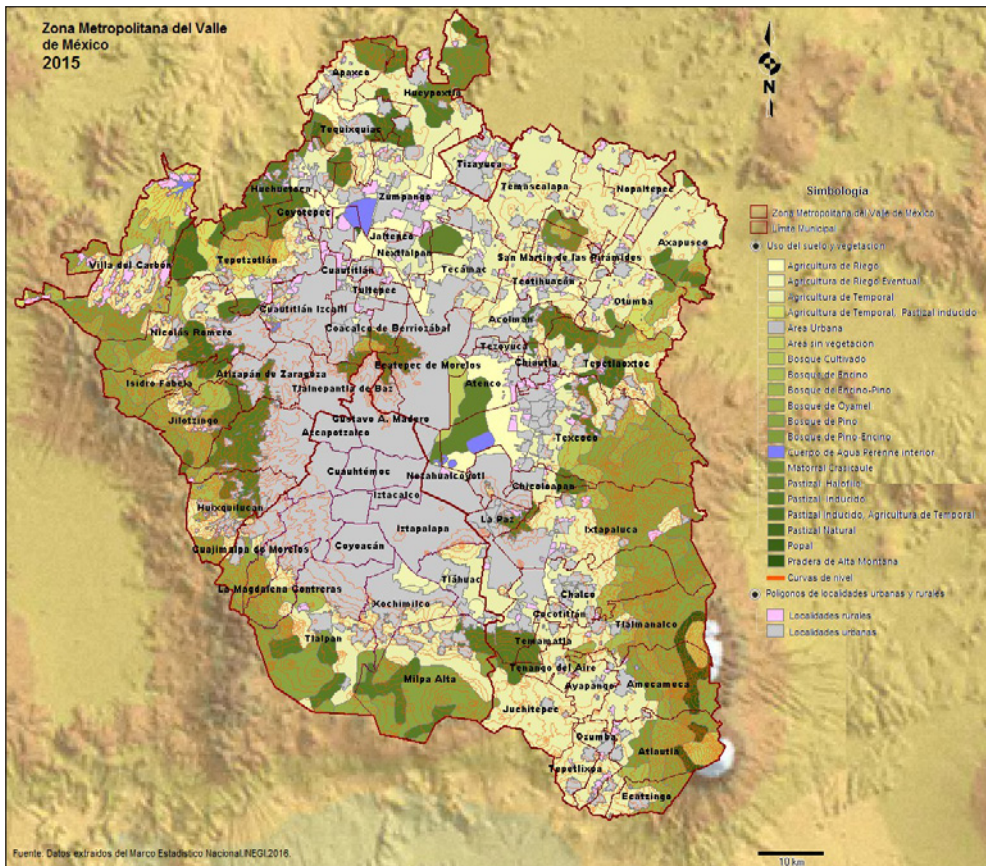 Zona Metropolitana del Valle
de México
2015
N
Apaxco
Hueypoxtla
Tequixquiac
Tizayuca
Temascalapa
Nopaltepec
Huehuetoca
Zumpango
Coyotepec
Axapusco
Jaltenco
Nextlalpan
San Martín de las Pirámides
Villa del Carbón
Tepotzotlán
Cuautitlán
Tecámac
Teotihuacán
Tultepec
Otumba
Cuautitlán Izcalli
Acolman
Nicolás Romero
Coacalco de Berriozábal
Tezoyuca
Ecatepec de Morelos
Chiautla
Tepetlaoxtoc
Atizapán de Zaragoza
Isidro Fabela
Atenco
Tlalnepantla de Baz
Jilotzingo
Gustavo A. Madero
Azcapotzalco
Texcoco
Cuauhtémoc
Nezahualcóyotl
Chicoloapan
Iztacalco
Huixquilucan
La Paz
Iztapalapa
Ixtapaluca
Cuajimalpa de Morelos
Coyoacán
Tláhuac
La Magdalena Contreras
Chalco
Xochimilco
Cocotitlán
Tlalmanalco
Tlalpan
Temamatla
Tenango del Aire
Milpa Alta
Ayapango
Amecameca
Juchitepec
Ozumba
Atlautla
Tepetlixpa
Ecatzingo
Simbología
Zona Metropolitana del Valle de México
Límite Municipal
Uso del suelo y vegetacion
Agricultura de Riego
Agricultura de Riego Eventual
Agricultura de Temporal
Agricultura de Temporal, Pastizal inducido
Area Urbana
Area sin vegetacion
Bosque Cultivado
Bosque de Encino
Bosque de Encino-Pino
Bosque de Oyamel
Bosque de Pino
Bosque de Pino-Encino
Cuerpo de Agua Perenne interior
Matorral Crasicaule
Pastizal Halofilo
Pastizal Inducido
Pastizal Inducido, Agricultura de Temporal
Pastizal Natural
Popal
Pradera de Alta Montana
Curvas de nivel
Poligonos de localidades urbanas y rurales
Localidades rurales
Localidades urbanas
Fuente. Datos extraidos del Marco Estadistico Nacional.INEGI.2016.
10 km